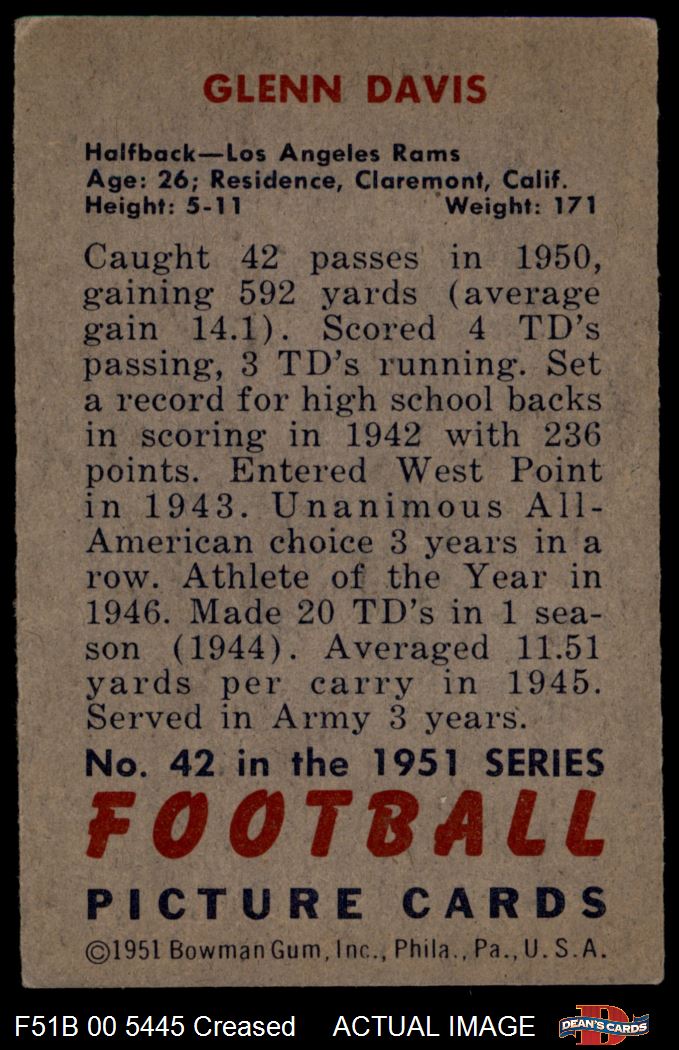 GLENN DAVIS
Halfback—Los Angeles Rams
Age: 26; Residence, Claremont, Calif.
Height: 5-11 Weight: 171
Caught 42 passes in 1950,
gaining 592 yards (average
gain 14.1). Scored 4 TD's
passing, 3 TD's running. Set
a record for high school backs
in scoring in 1942 with 236
points. Entered West Point
in 1943. Unanimous All-
American choice 3 years in a
row. Athlete of the Year in
1946. Made 20 TD's in 1 sea-
son (1944). Averaged 11.51
yards per carry in 1945.
Served in Army 3 years.
No. 42 in the 1951 SERIES
FOOTBALL
PICTURE CARDS
©1951 Bowman Gum, Inc., Phila., Pa., U.S.A.
F51B 00 5445 Creased ACTUAL IMAGE
D
DEAN'S CARDS